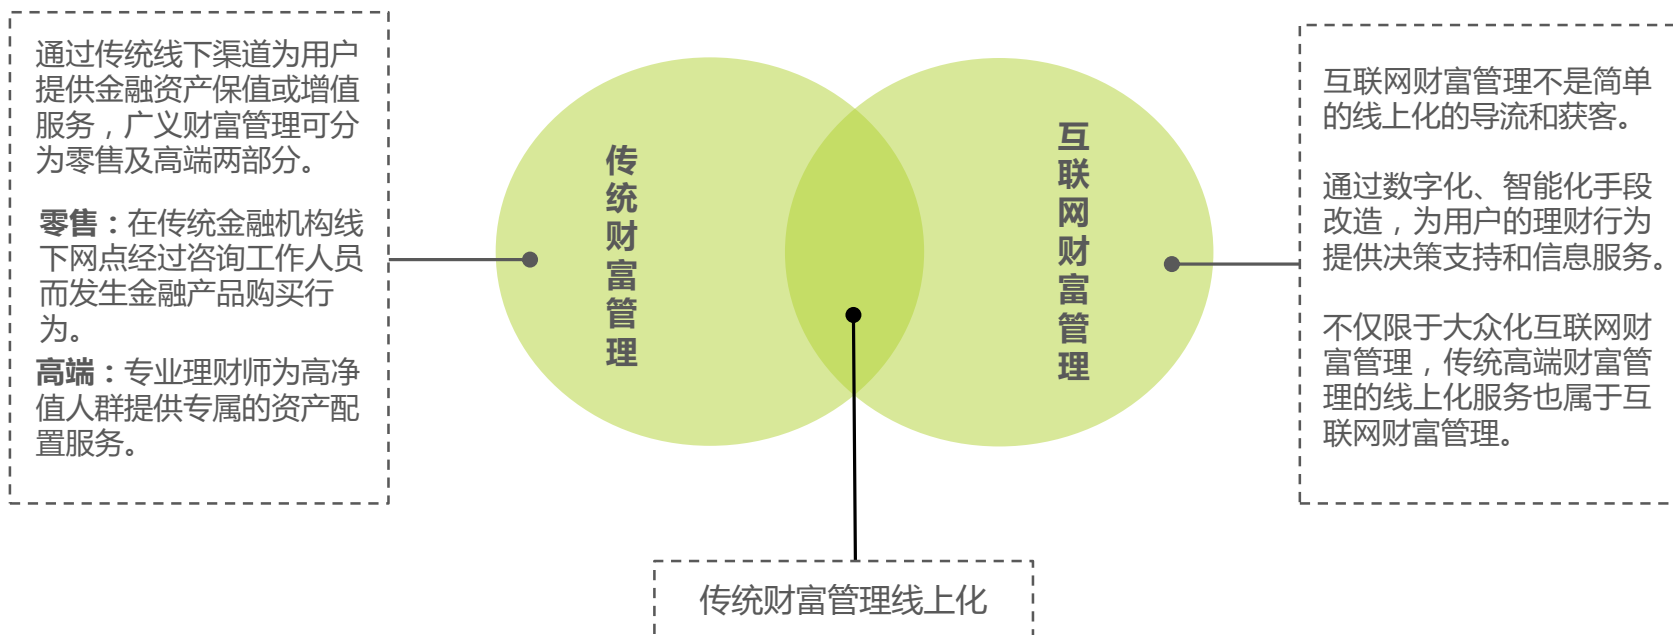 通过传统线下渠道为用户
提供金融资产保值或增值
服务，广义财富管理可分
为零售及高端两部分。
零售：在传统金融机构线
下网点经过咨询工作人员
而发生金融产品购买行
为。
高端：专业理财师为高净
值人群提供专属的资产配
置服务。
传统财富管理
互联网财富管理
互联网财富管理不是简单
的线上化的导流和获客。
通过数字化、智能化手段
改造，为用户的理财行为
提供决策支持和信息服务。
不仅限于大众化互联网财
富管理，传统高端财富管
理的线上化服务也属于互
联网财富管理。
传统财富管理线上化